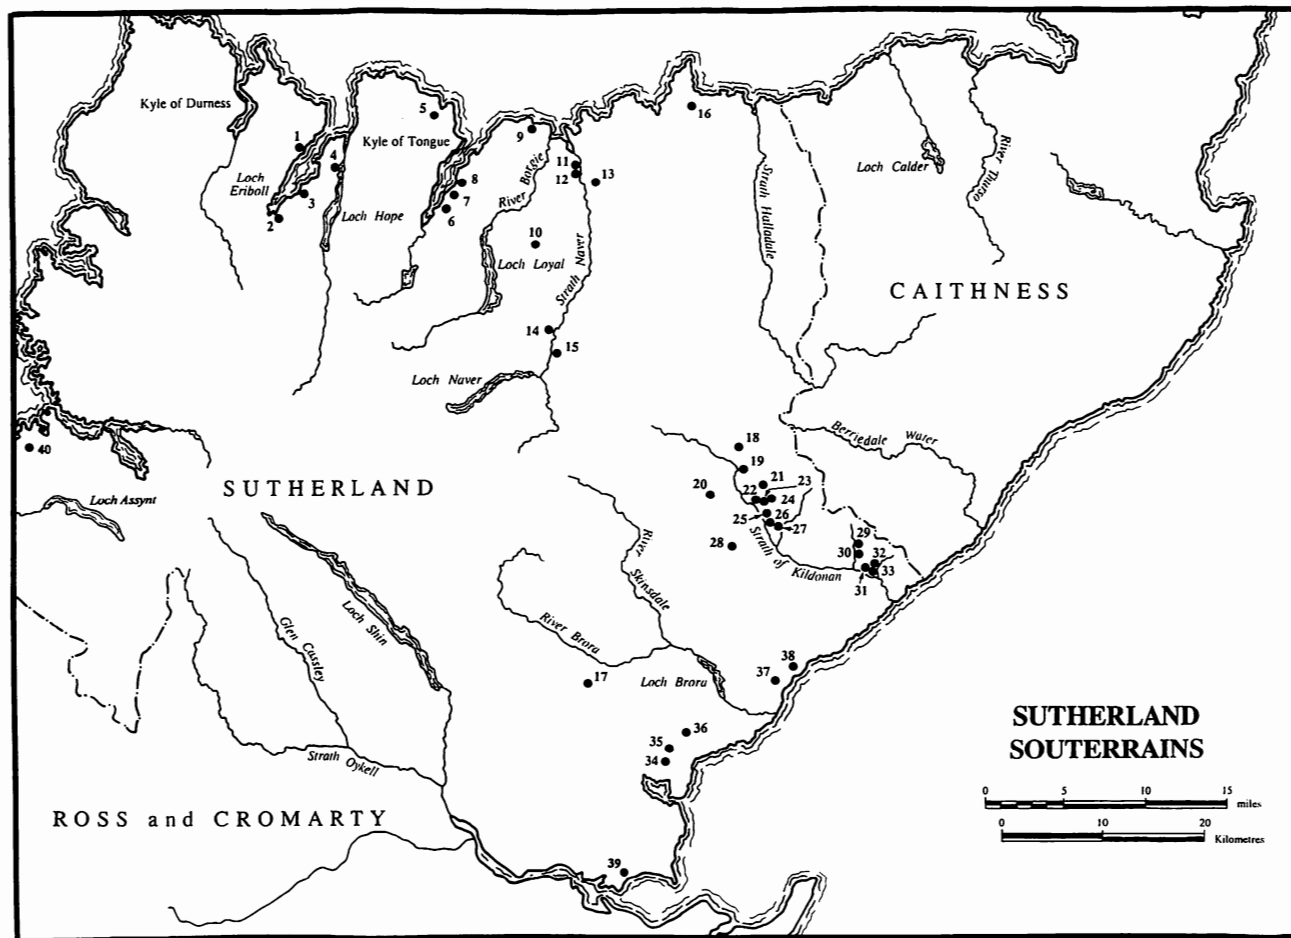 Kyle of Durness
1
Loch
Eriboll
2
3
4
Loch Hope
5
Kyle of Tongue
6
7
8
9
River Borgie
10
Loch Loyal
11
12
13
Strath Naver
14
15
Loch Naver
16
Strath Halladale
Loch Calder
River Thurso
CAITHNESS
Berriedale Water
40
Loch Assynt
SUTHERLAND
18
19
20
21
22
23
24
25
26
27
28
Strath of Kildonan
29
30
31
32
33
River Skinsdale
River Brora
17
Loch Brora
37
38
Loch Shin
Glen Cassley
Strath Oykell
ROSS and CROMARTY
36
35
34
39
SUTHERLAND
SOUTERRAINS
0 5 10 15 miles
0 10 20 Kilometres